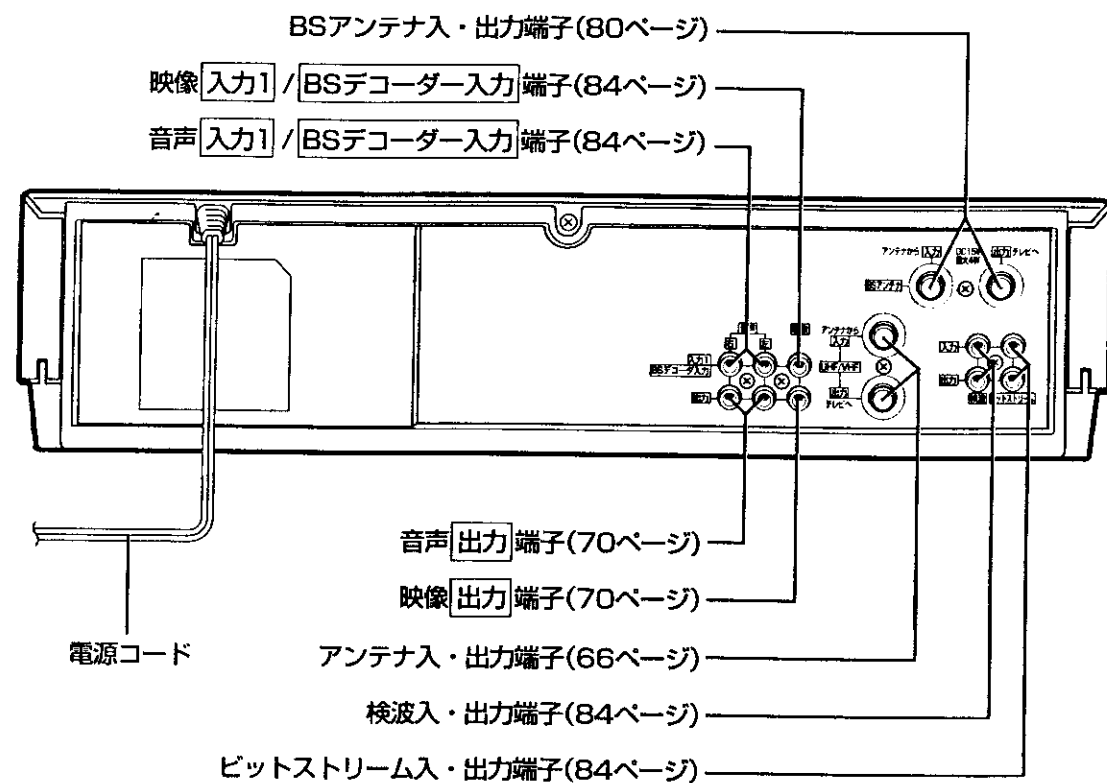 BSアンテナ入・出力端子(80ページ)
映像 入力1 / BSデコーダー入力 端子(84ページ)
音声 入力1 / BSデコーダー入力 端子(84ページ)
アンテナから 入力
出力 テレビへ
BSアンテナ
アンテナから
入力
UHF/VHF
出力
テレビへ
右
左
入力1
BSデコーダ入力
出力
入力
出力
ビットストリーム
音声 出力 端子(70ページ)
映像 出力 端子(70ページ)
電源コード
アンテナ入・出力端子(66ページ)
検波入・出力端子(84ページ)
ビットストリーム入・出力端子(84ページ)